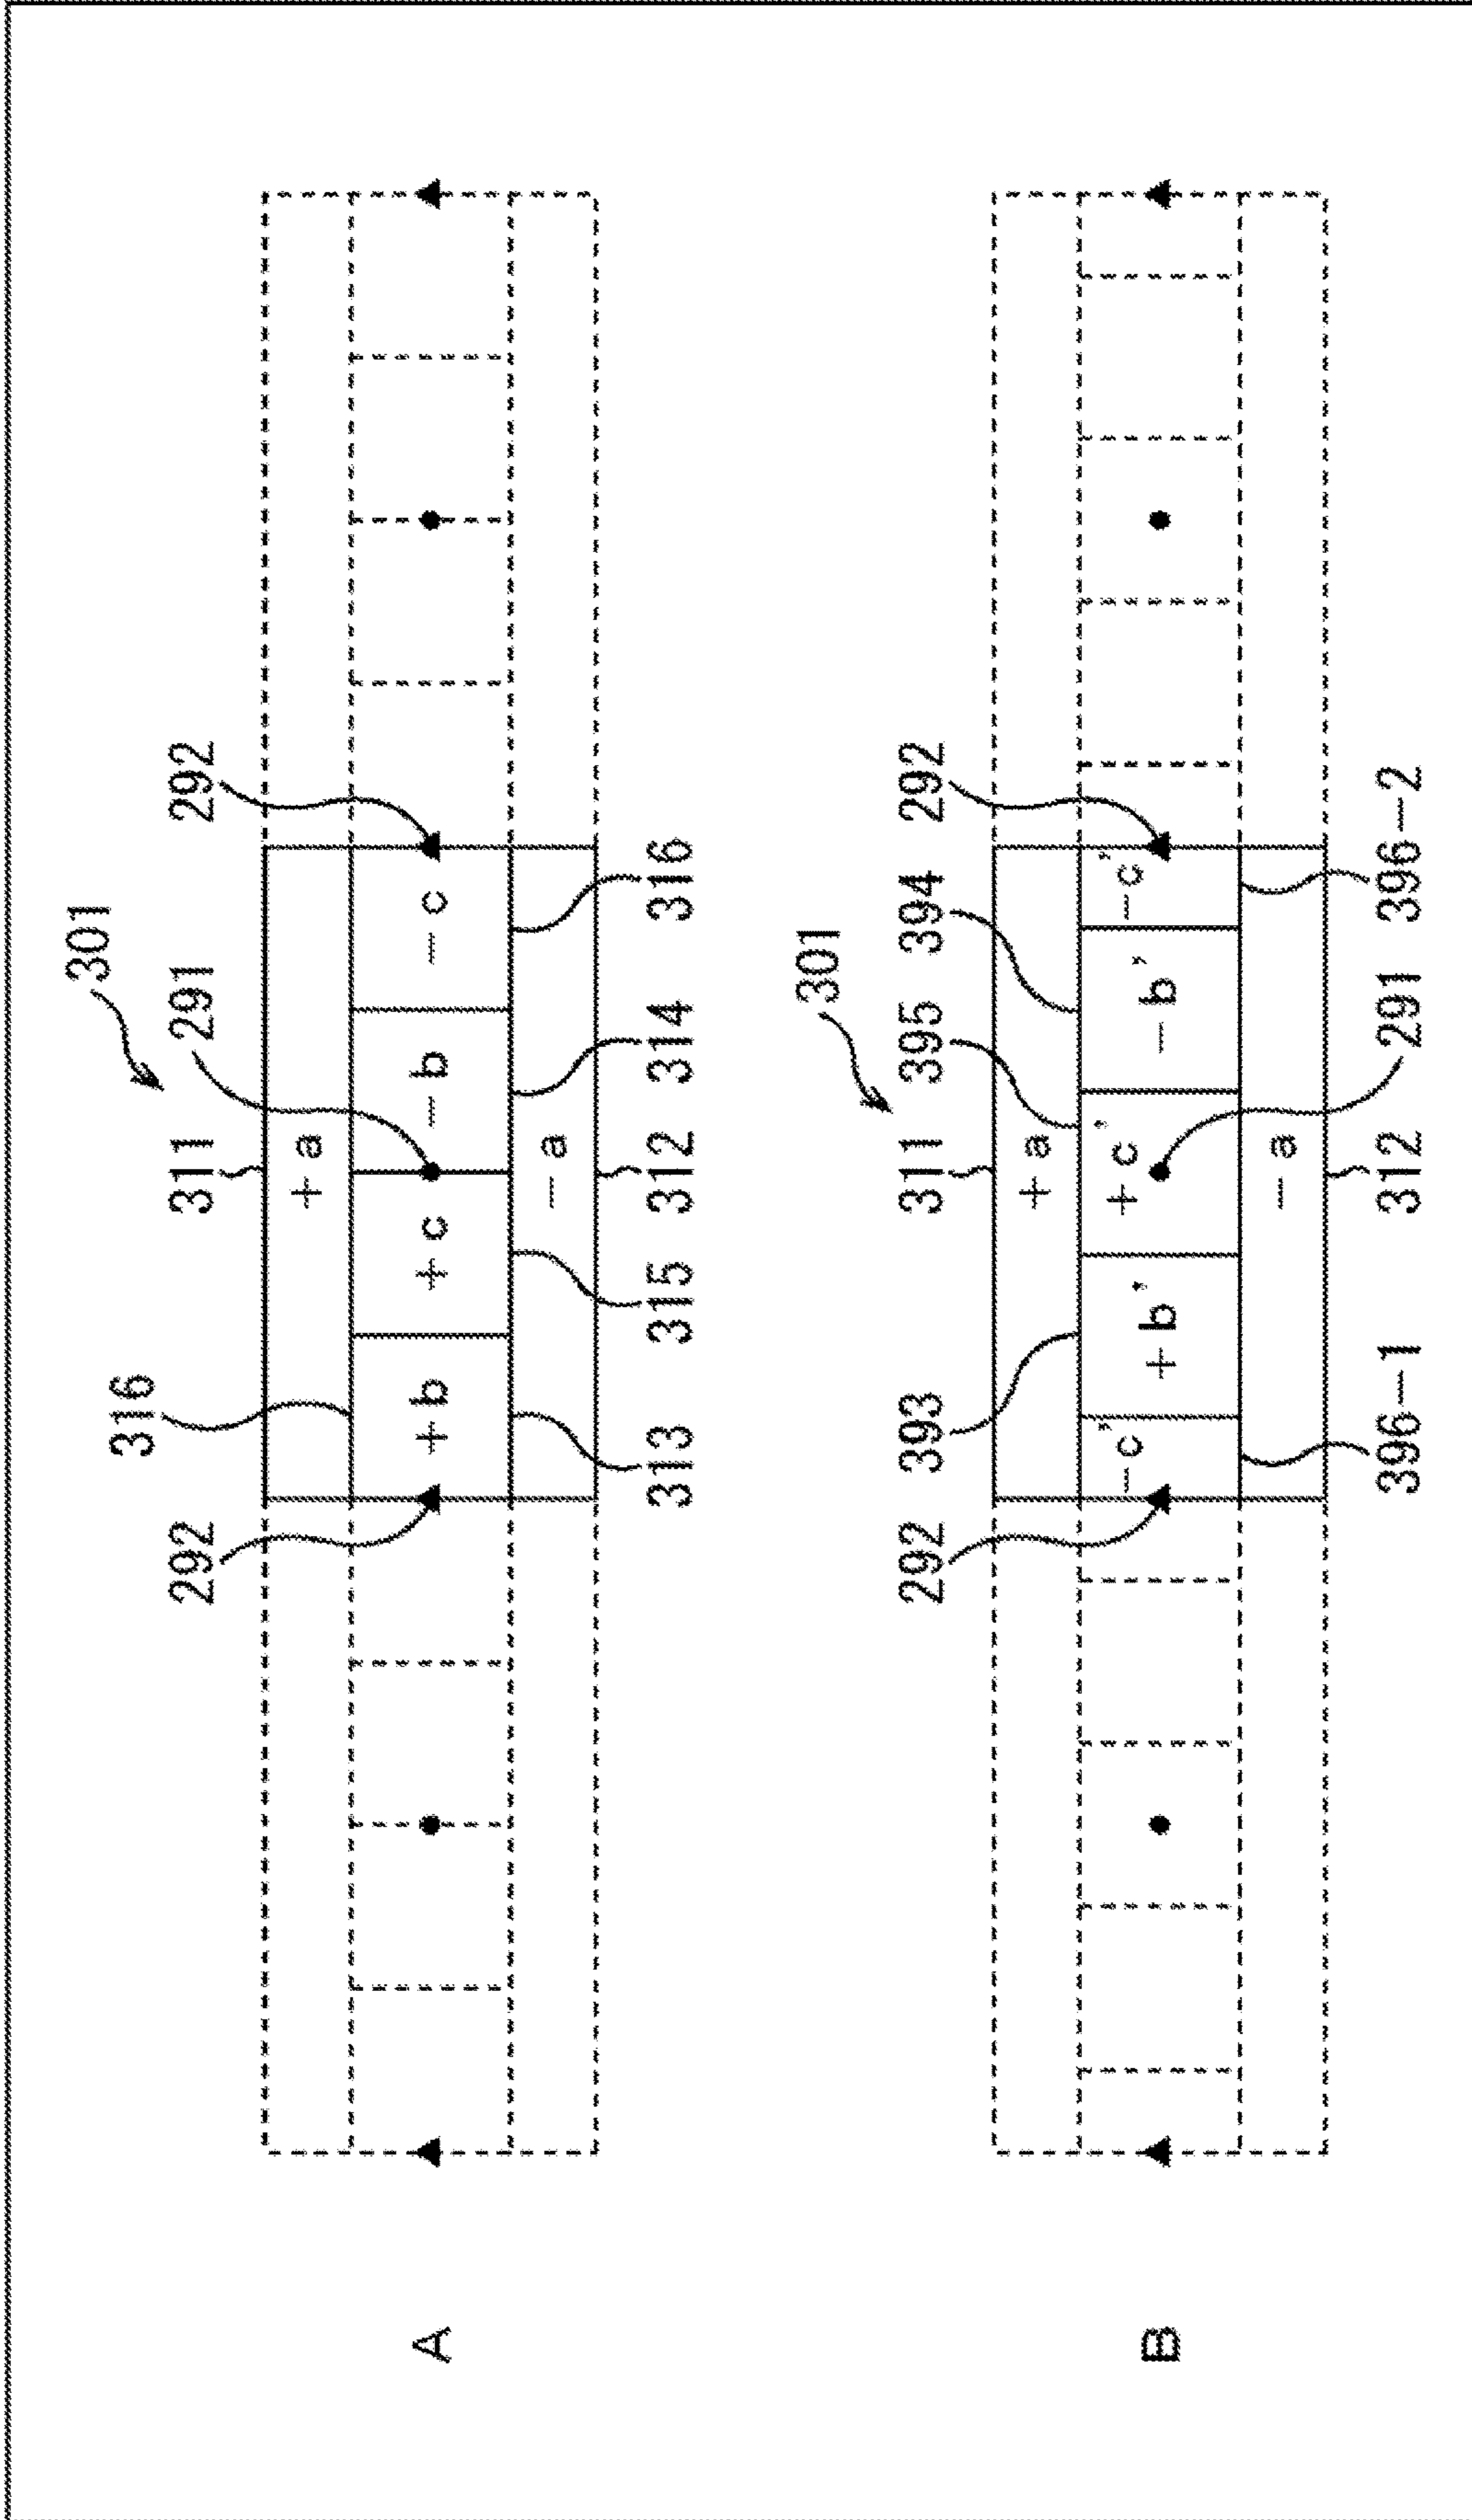 301
316
292 311 291 292
+a
A +b +c -b -c
-a
313 315 312 314 316
301
292 393 311 395 394 292
+a
B -c' +b' +c' -b' -c'
-a
396-1 312 291 396-2